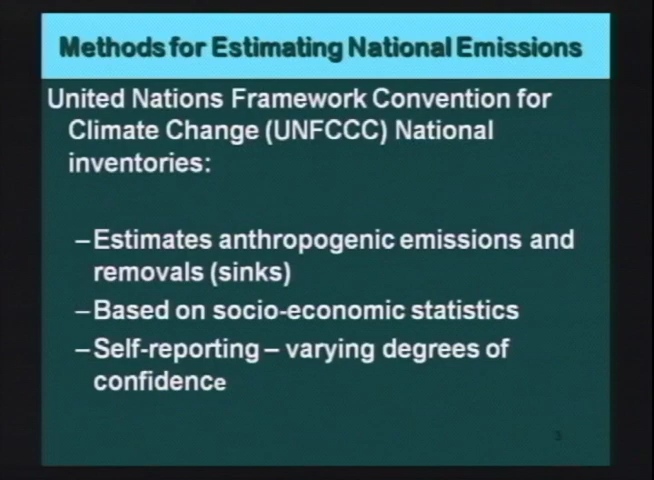 Methods for Estimating National Emissions
United Nations Framework Convention for
Climate Change (UNFCCC) National
inventories:
–Estimates anthropogenic emissions and
removals (sinks)
–Based on socio-economic statistics
–Self-reporting – varying degrees of
confidence
3